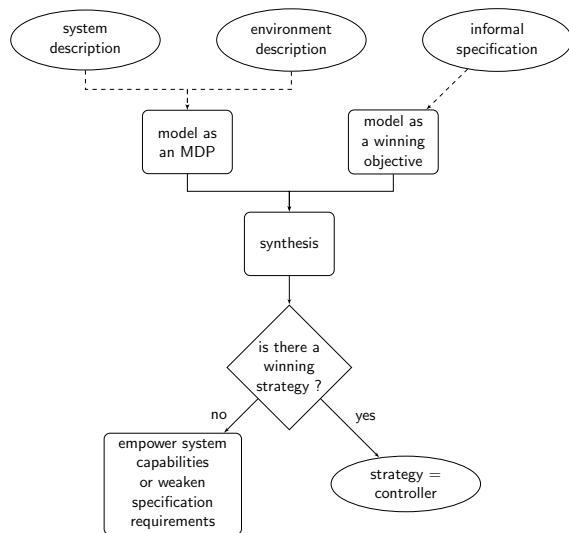 system
description
environment
description
informal
specification
model as
an MDP
model as
a winning
objective
synthesis
is there a
winning
strategy ?
no
yes
empower system
capabilities
or weaken
specification
requirements
strategy =
controller